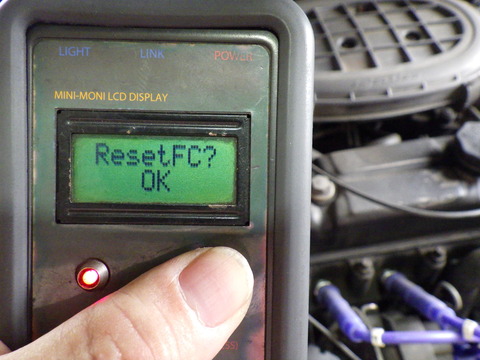 LIGHT LINK POWER
MINI-MONI LCD DISPLAY
ResetFC?
OK